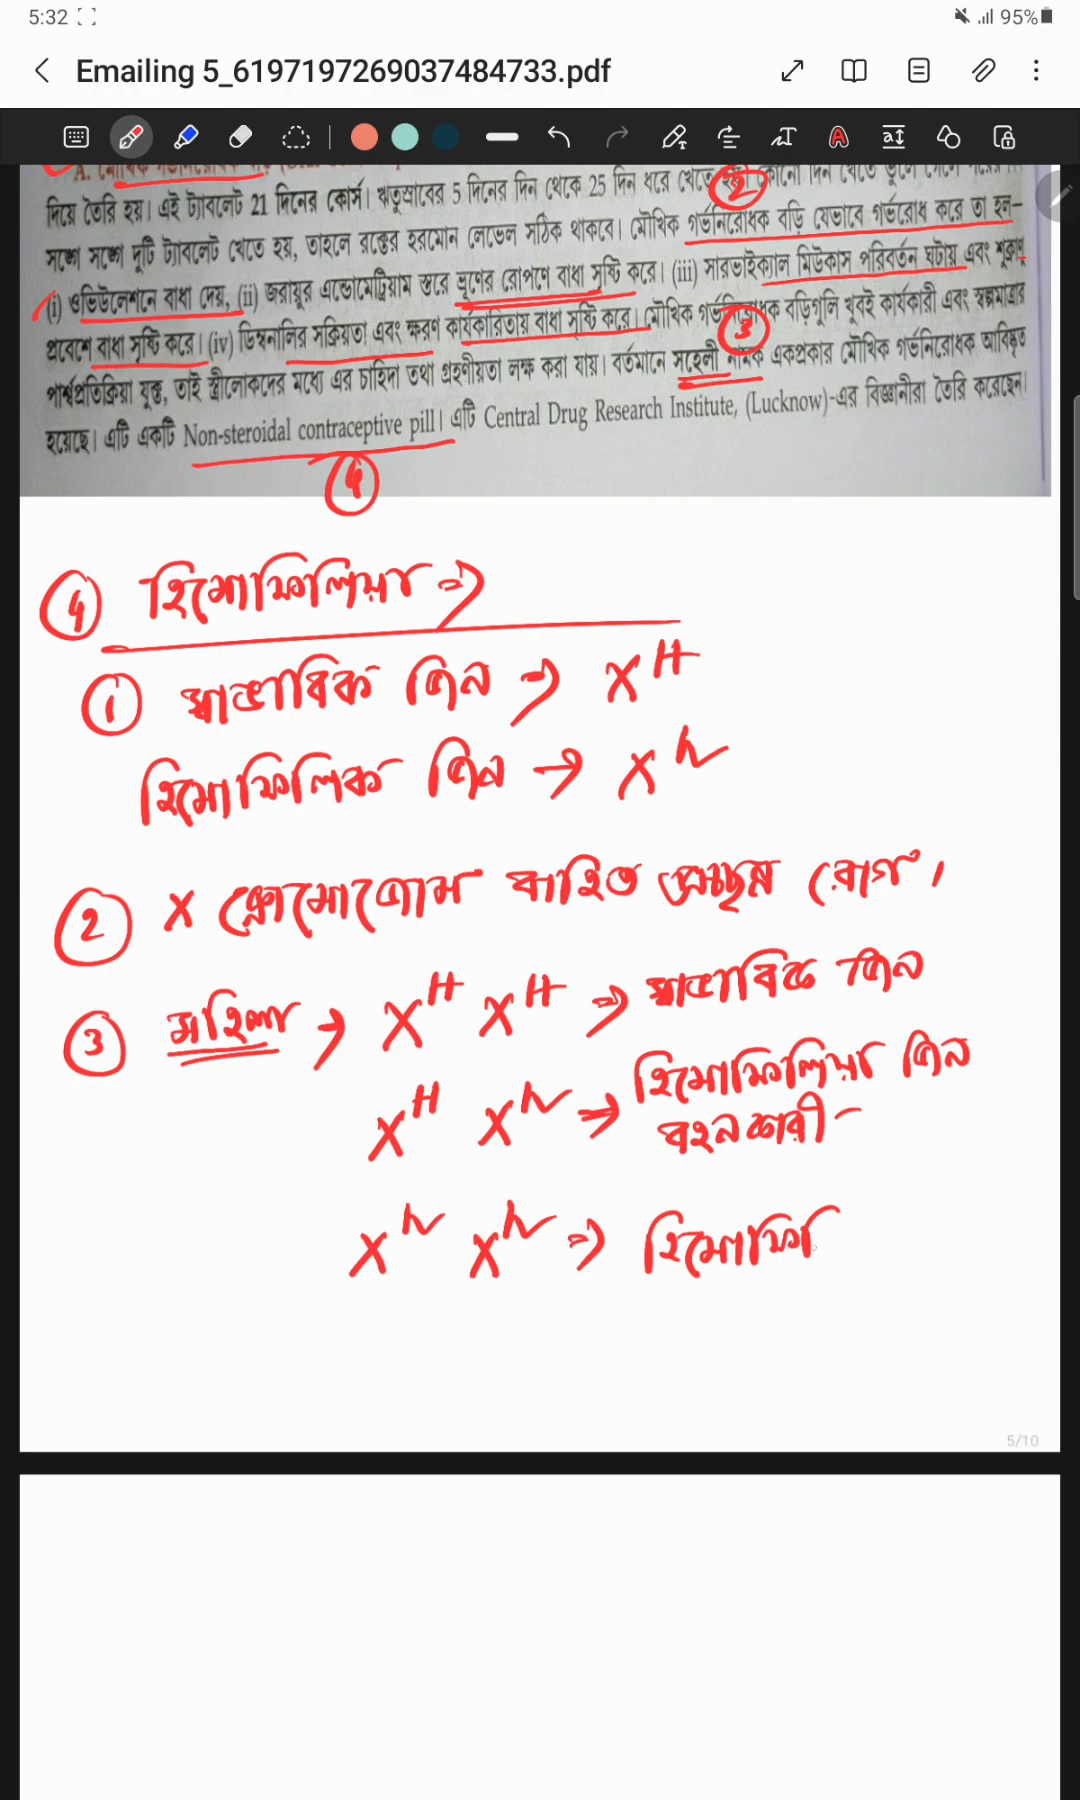 5:32
95%
Emailing 5_6197197269037484733.pdf
দিয়ে তৈরি হয়। এই ট্যাবলেট 21 দিনের কোর্স। ঋতুস্রাবের 5 দিনের দিন থেকে 25 দিন ধরে খেতে হয়। কোনো দিন খেতে ভুলে গেলে
সঙ্গে সঙ্গে দুটি ট্যাবলেট খেতে হয়, তাহলে রক্তের হরমোন লেভেল সঠিক থাকবে। মৌখিক গর্ভনিরোধক বড়ি যেভাবে গর্ভরোধ করে তা হল–
(i) ওভিউলেশনে বাধা দেয়, (ii) জরায়ুর এন্ডোমেট্রিয়াম স্তরে ভ্রূণের রোপণে বাধা সৃষ্টি করে। (iii) সারভাইক্যাল মিউকাস পরিবর্তন ঘটায় এবং শুক্রাণু
প্রবেশে বাধা সৃষ্টি করে। (iv) ডিম্বনালির সক্রিয়তা এবং ক্ষরণ কার্যকারিতায় বাধা সৃষ্টি করে। মৌখিক গর্ভনিরোধক বড়িগুলি খুবই কার্যকারী এবং স্বল্পমাত্রার
পার্শ্বপ্রতিক্রিয়া যুক্ত, তাই স্ত্রীলোকদের মধ্যে এর চাহিদা তথা গ্রহণীয়তা লক্ষ করা যায়। বর্তমানে সহেলী নামক একপ্রকার মৌখিক গর্ভনিরোধক আবিষ্কৃত
হয়েছে। এটি একটি Non-steroidal contraceptive pill। এটি Central Drug Research Institute, (Lucknow)-এর বিজ্ঞানীরা তৈরি করেছেন।
4 হিমোফিলিয়া ⇒
1 স্বাভাবিক জিন ⇒ X^H
হিমোফিলিক জিন → X^h
2 X ক্রোমোজোম বাহিত প্রচ্ছন্ন রোগ।
3 মহিলা → X^H X^H ⇒ স্বাভাবিক জিন
X^H X^h ⇒ হিমোফিলিয়া জিন
বহনকারী
X^h X^h ⇒ হিমোফি
5/10